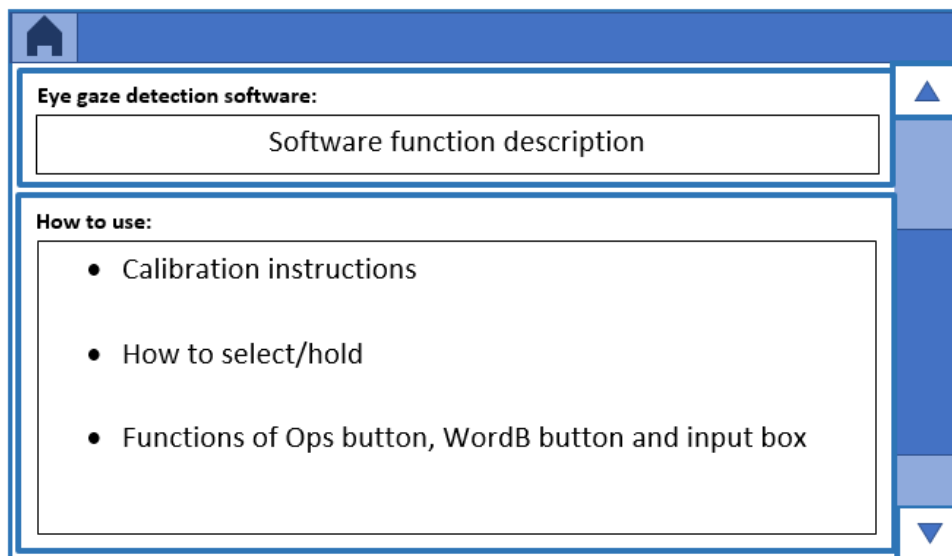 Eye gaze detection software:
Software function description
How to use:
• Calibration instructions
• How to select/hold
• Functions of Ops button, WordB button and input box